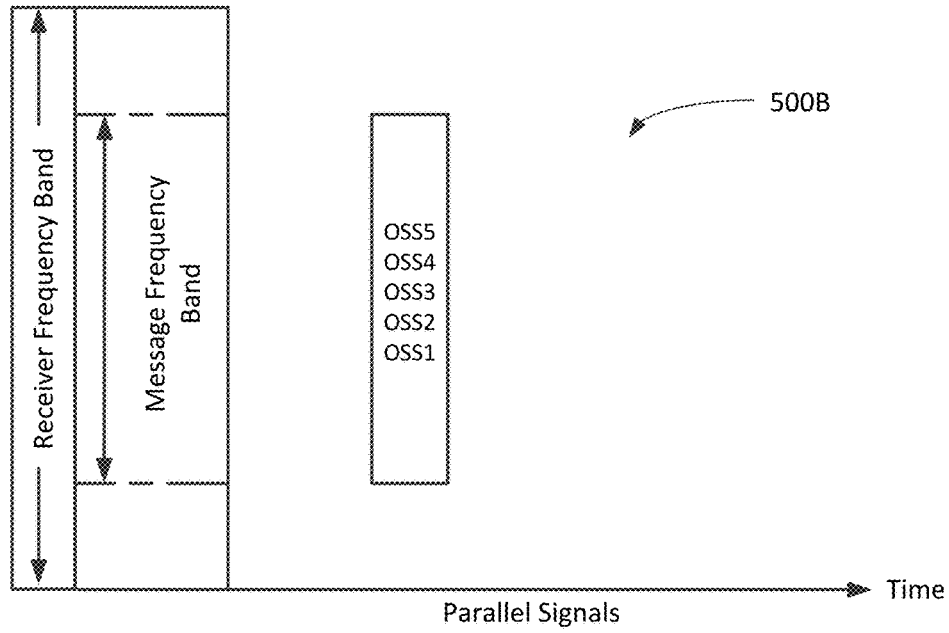 Receiver Frequency Band
Message Frequency
Band
500B
OSS5
OSS4
OSS3
OSS2
OSS1
Time
Parallel Signals